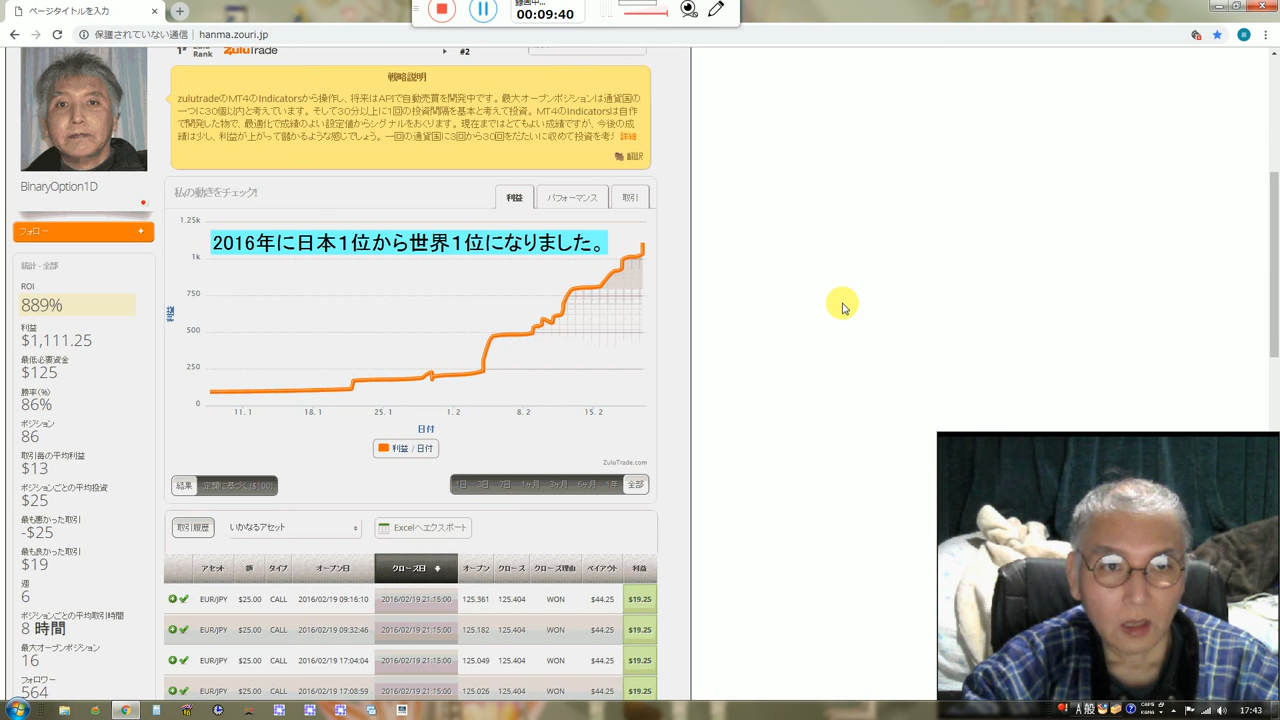 ページタイトルを入力
00:09:40
保護されていない通信 | hanma.zouri.jp
Rank
ZuluTrade
#2
戦略説明
zulutradeのMT4のIndicatorsから操作し、将来はAPIで自動売買を開発中です。最大オープンポジションは通貨国の
一つに30個以内と考えています。そして30分以上に1回の投資間隔を基本と考えて投資。MT4のIndicatorsは自作
で開発した物で、最適化で成績のよい設定値からシグナルをおくります。現在まではとてもよい成績ですが、今後の成
績は少し、利益が上がって儲かるような感じでしょう。一回の通貨国に3回から30回をだたいに収めて投資を考え 詳細
翻訳
BinaryOption1D
フォロー
私の動きをチェック!
利益
パフォーマンス
取引
1.25k
2016年に日本1位から世界1位になりました。
1k
750
500
250
0
利益
11. 1
18. 1
25. 1
1. 2
8. 2
15. 2
日付
利益 / 日付
ZuluTrade.com
結果
定額に基づく($100)
1日 3日 7日 1ヶ月 3ヶ月 6ヶ月 1年 全部
統計 - 全部
ROI
889%
利益
$1,111.25
最低必要資金
$125
勝率(%)
86%
ポジション
86
取引毎の平均利益
$13
ポジションごとの平均投資
$25
最も悪かった取引
-$25
最も良かった取引
$19
週
6
ポジションごとの平均取引時間
8 時間
最大オープンポジション
16
フォロワー
564
取引履歴
いかなるアセット
Excelへエクスポート
アセット 額 タイプ オープン日 クローズ日 オープン クローズ クローズ理由 ペイアウト 利益
EUR/JPY $25.00 CALL 2016/02/19 09:16:10 2016/02/19 21:15:00 125.361 125.404 WON $44.25 $19.25
EUR/JPY $25.00 CALL 2016/02/19 09:32:46 2016/02/19 21:15:00 125.182 125.404 WON $44.25 $19.25
EUR/JPY $25.00 CALL 2016/02/19 17:04:04 2016/02/19 21:15:00 125.049 125.404 WON $44.25 $19.25
EUR/JPY $25.00 CALL 2016/02/19 17:08:59 2016/02/19 21:15:00 125.026 125.404 WON $44.25 $19.25
A 般
CAPS
KANA
17:43